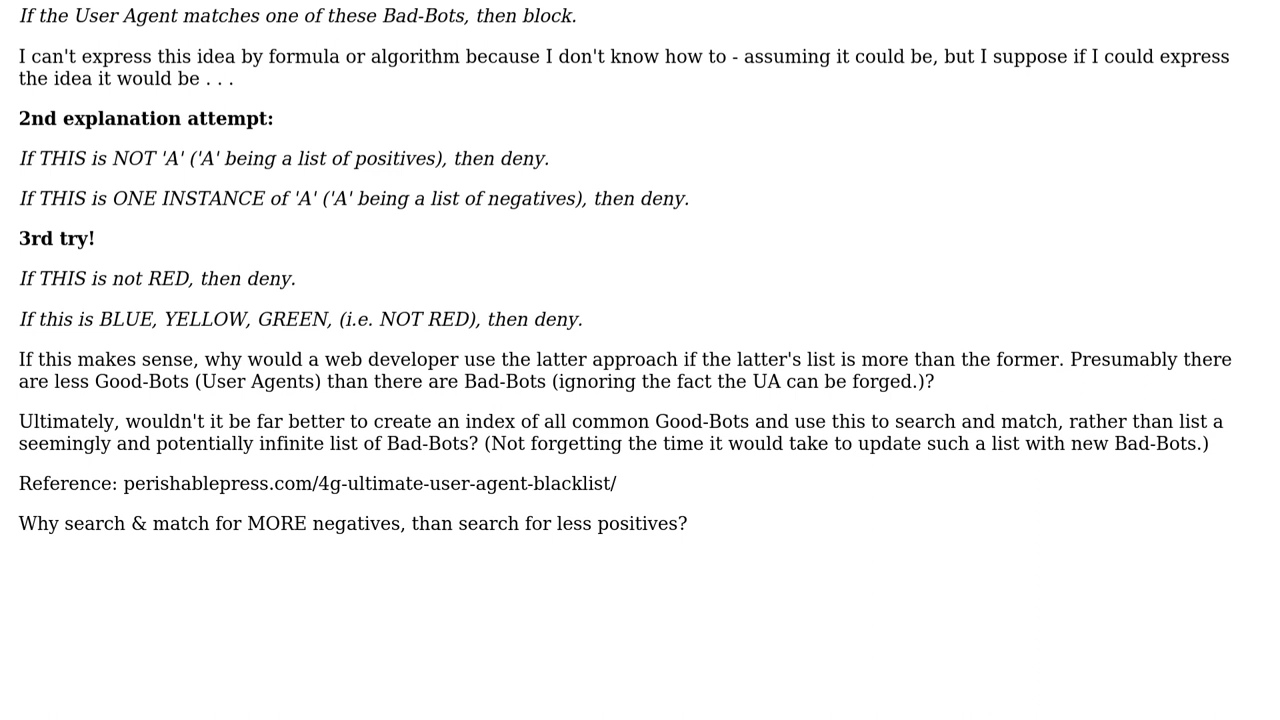 If the User Agent matches one of these Bad-Bots, then block.
I can't express this idea by formula or algorithm because I don't know how to - assuming it could be, but I suppose if I could express
the idea it would be . . .
2nd explanation attempt:
If THIS is NOT 'A' ('A' being a list of positives), then deny.
If THIS is ONE INSTANCE of 'A' ('A' being a list of negatives), then deny.
3rd try!
If THIS is not RED, then deny.
If this is BLUE, YELLOW, GREEN, (i.e. NOT RED), then deny.
If this makes sense, why would a web developer use the latter approach if the latter's list is more than the former. Presumably there
are less Good-Bots (User Agents) than there are Bad-Bots (ignoring the fact the UA can be forged.)?
Ultimately, wouldn't it be far better to create an index of all common Good-Bots and use this to search and match, rather than list a
seemingly and potentially infinite list of Bad-Bots? (Not forgetting the time it would take to update such a list with new Bad-Bots.)
Reference: perishablepress.com/4g-ultimate-user-agent-blacklist/
Why search & match for MORE negatives, than search for less positives?